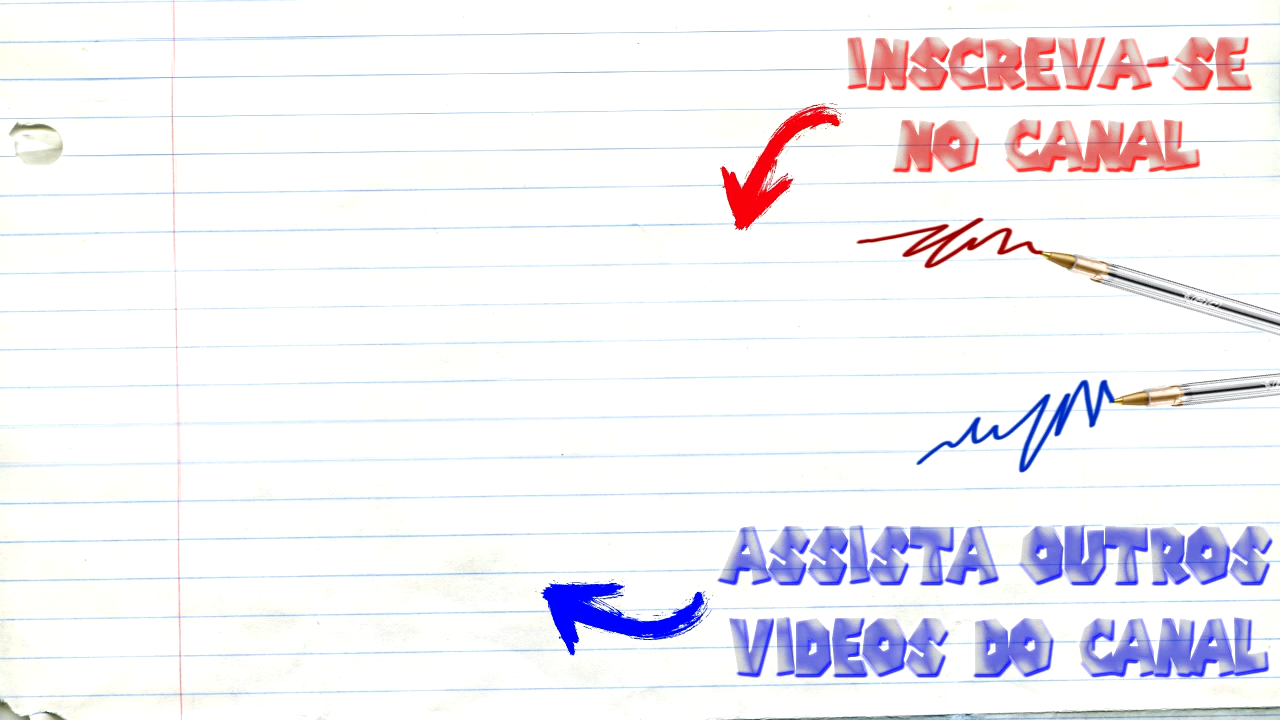 INSCREVA-SE
NO CANAL
ASSISTA OUTROS
VIDEOS DO CANAL